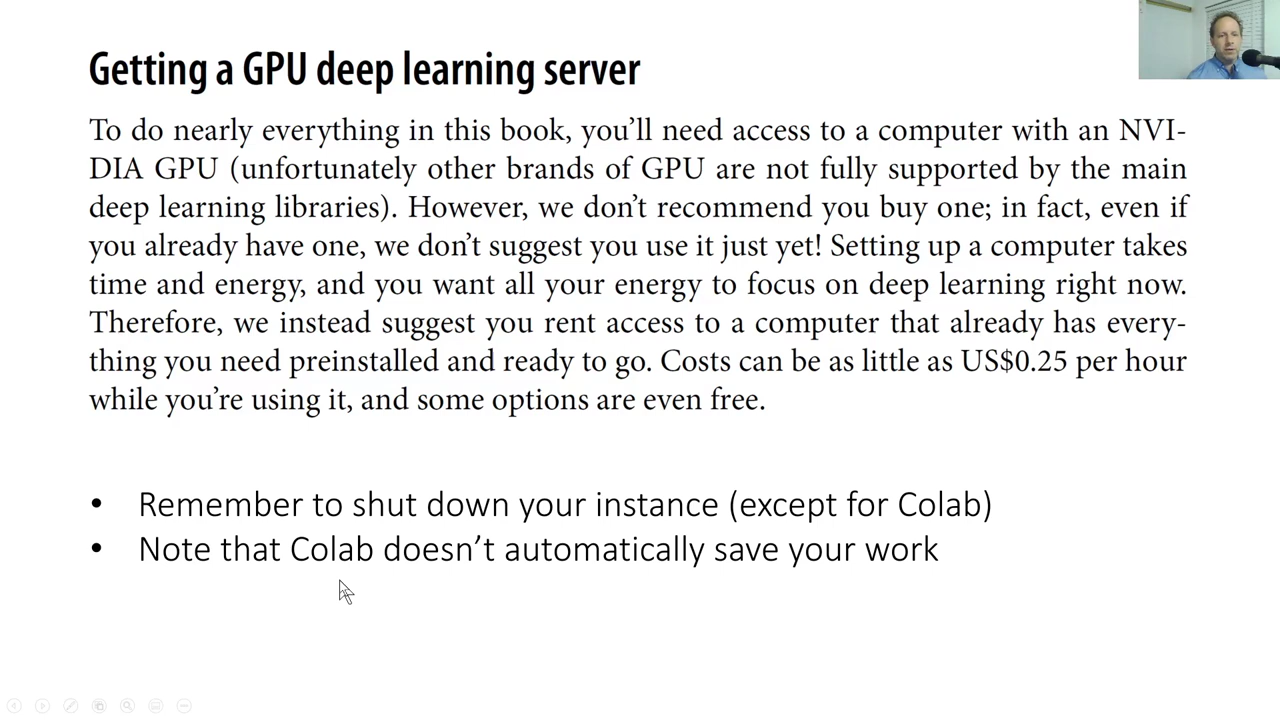 Getting a GPU deep learning server
To do nearly everything in this book, you’ll need access to a computer with an NVI-
DIA GPU (unfortunately other brands of GPU are not fully supported by the main
deep learning libraries). However, we don’t recommend you buy one; in fact, even if
you already have one, we don’t suggest you use it just yet! Setting up a computer takes
time and energy, and you want all your energy to focus on deep learning right now.
Therefore, we instead suggest you rent access to a computer that already has every-
thing you need preinstalled and ready to go. Costs can be as little as US$0.25 per hour
while you’re using it, and some options are even free.
• Remember to shut down your instance (except for Colab)
• Note that Colab doesn’t automatically save your work